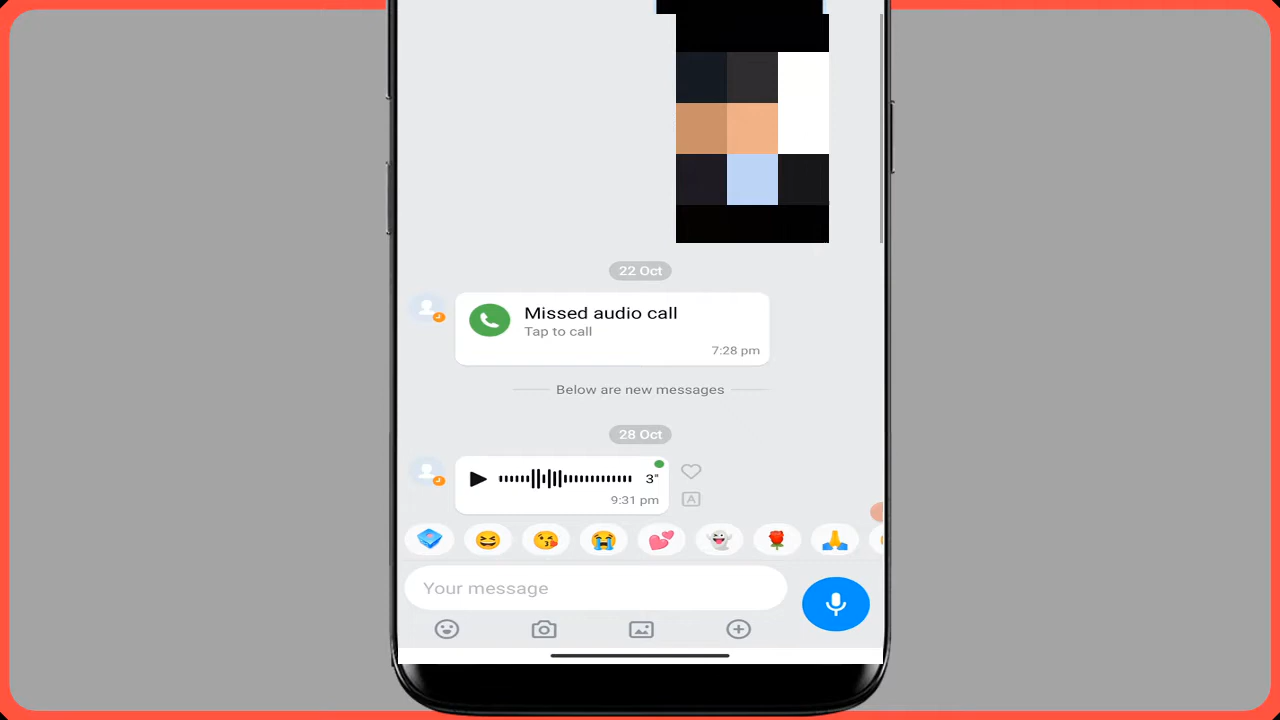 22 Oct
Missed audio call
Tap to call
7:28 pm
Below are new messages
28 Oct
3"
9:31 pm
A
Your message